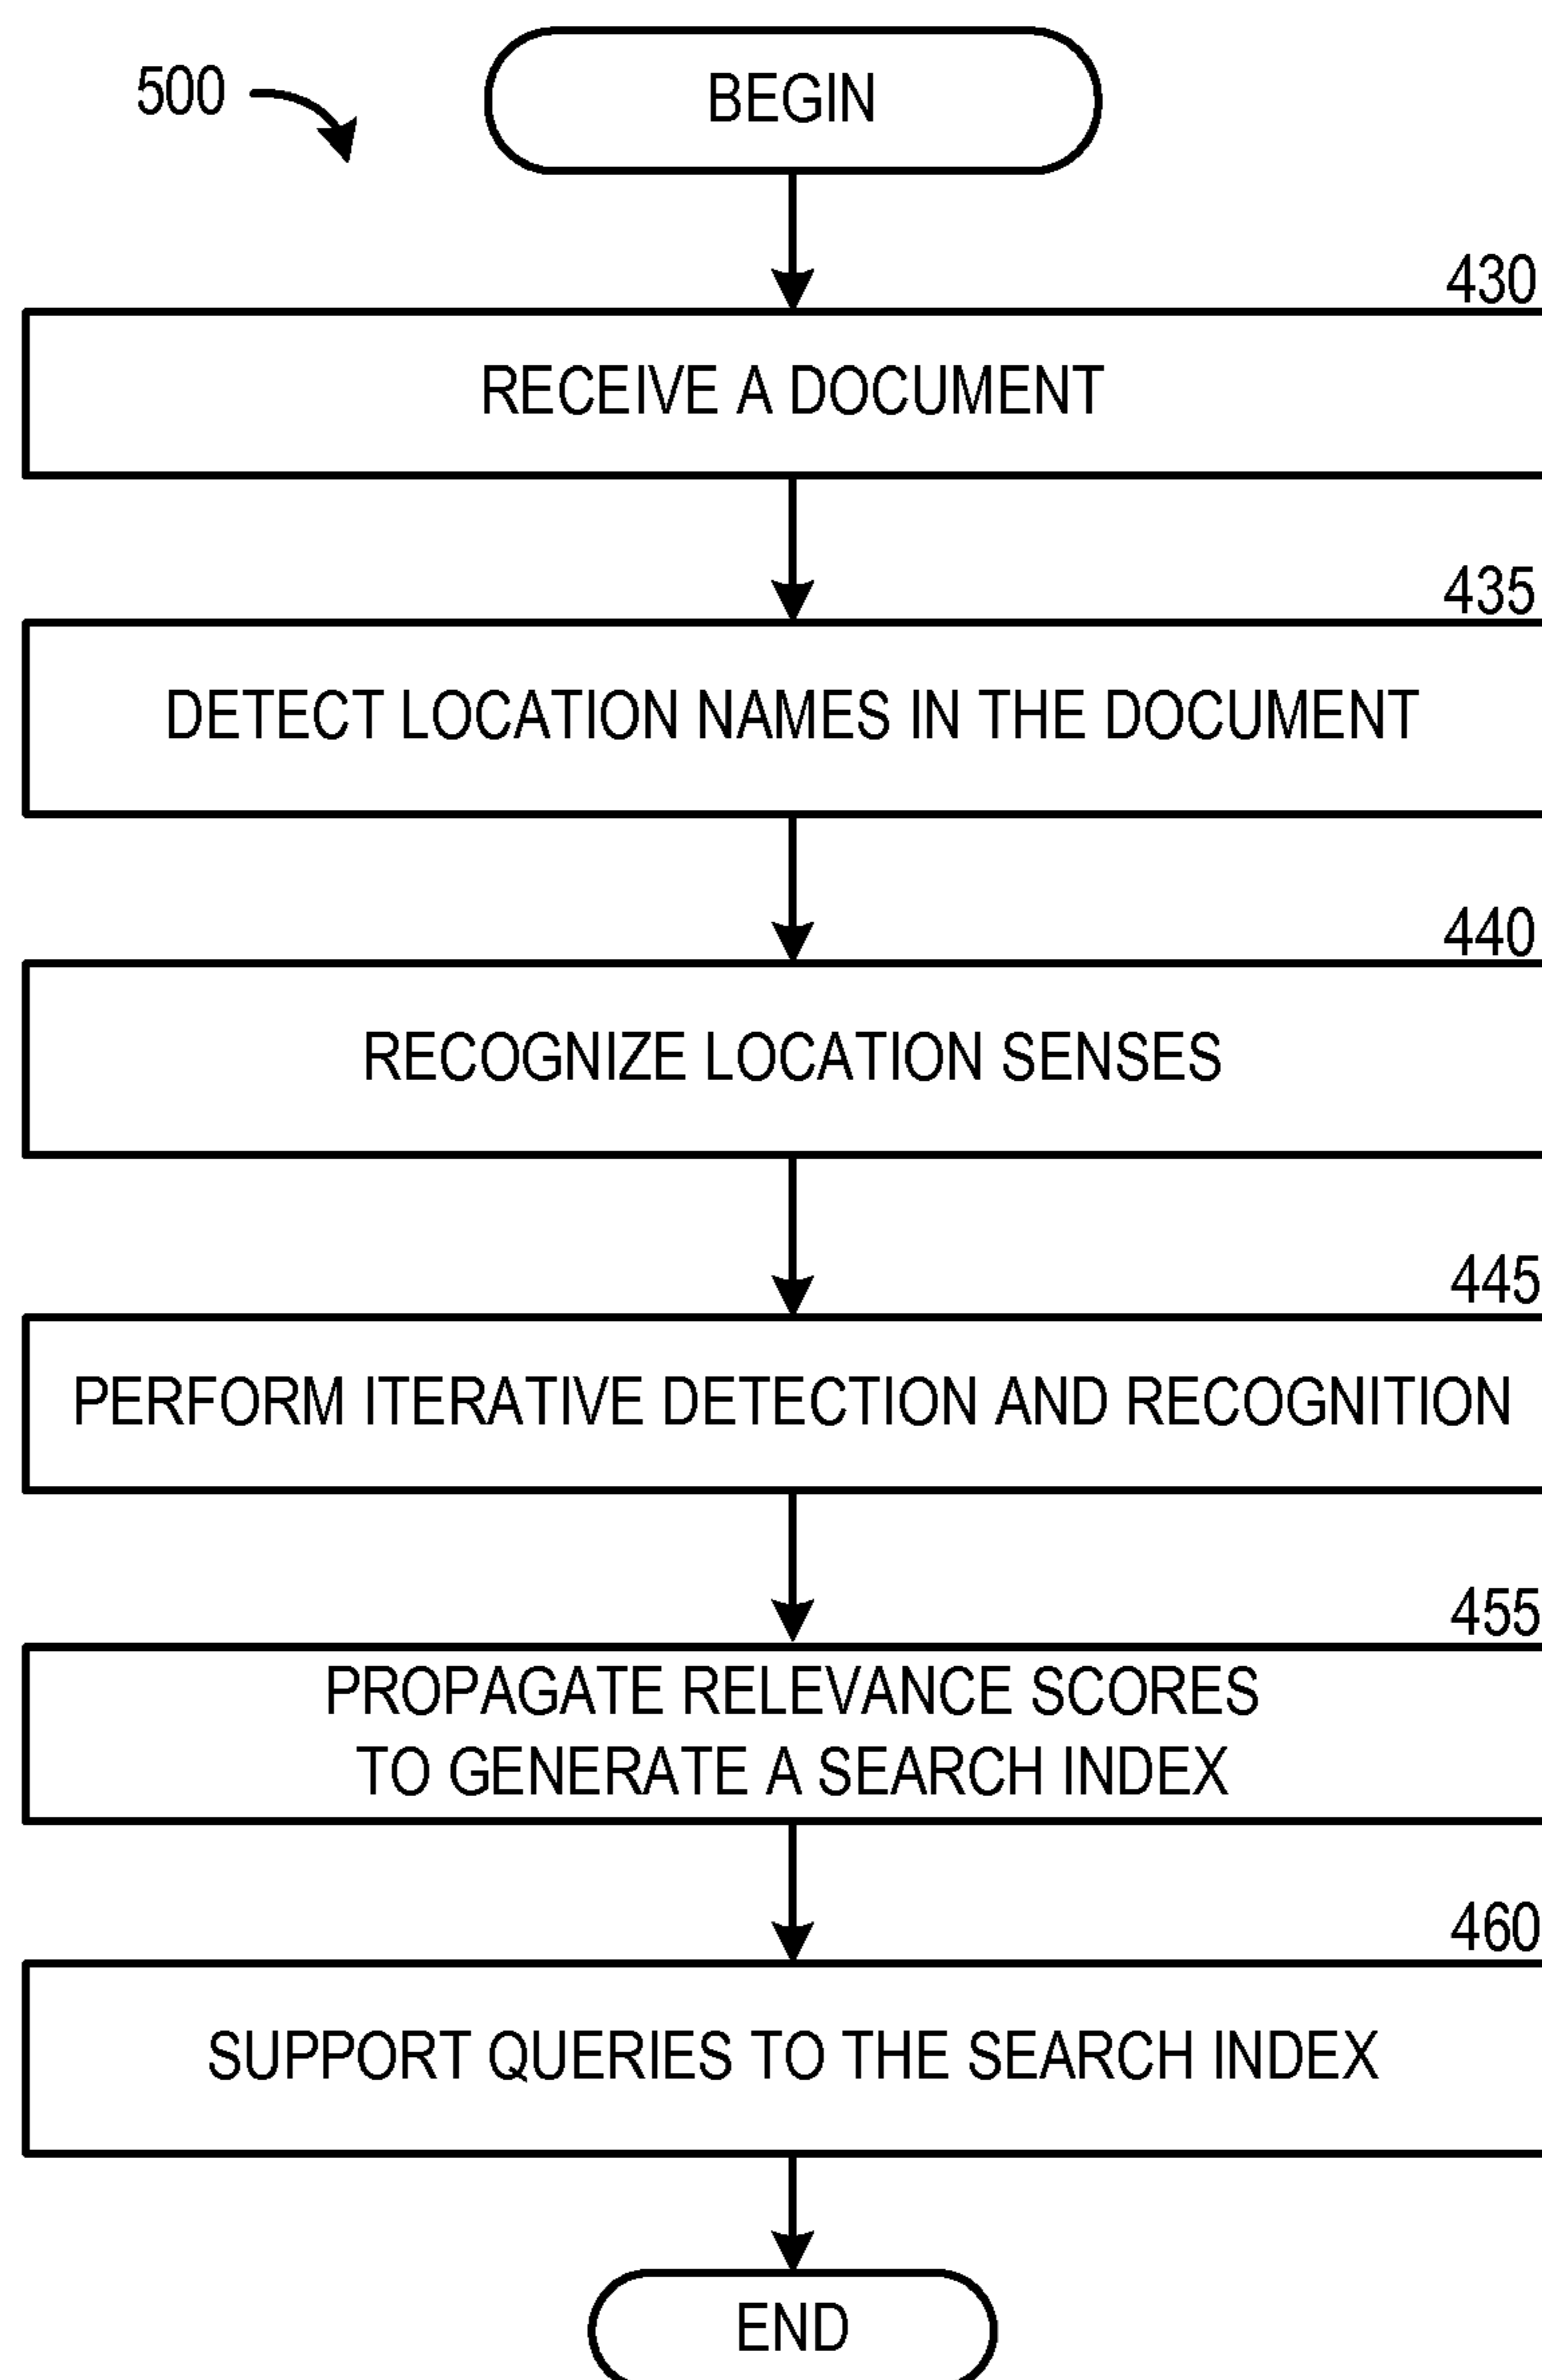 500
BEGIN
430
RECEIVE A DOCUMENT
435
DETECT LOCATION NAMES IN THE DOCUMENT
440
RECOGNIZE LOCATION SENSES
445
PERFORM ITERATIVE DETECTION AND RECOGNITION
455
PROPAGATE RELEVANCE SCORES
TO GENERATE A SEARCH INDEX
460
SUPPORT QUERIES TO THE SEARCH INDEX
END